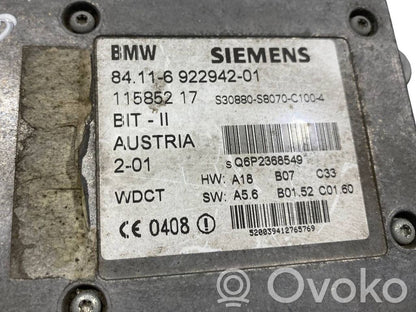 BMW SIEMENS
84.11-6 922942-01
115852 17 S30880-S8070-C100-4
BIT - II
AUSTRIA
2-01 S Q6P2368549
HW: A18 B07 C33
WDCT SW: A5.6 B01.52 C01.60
CE 0408
520039412765769
Ovoko